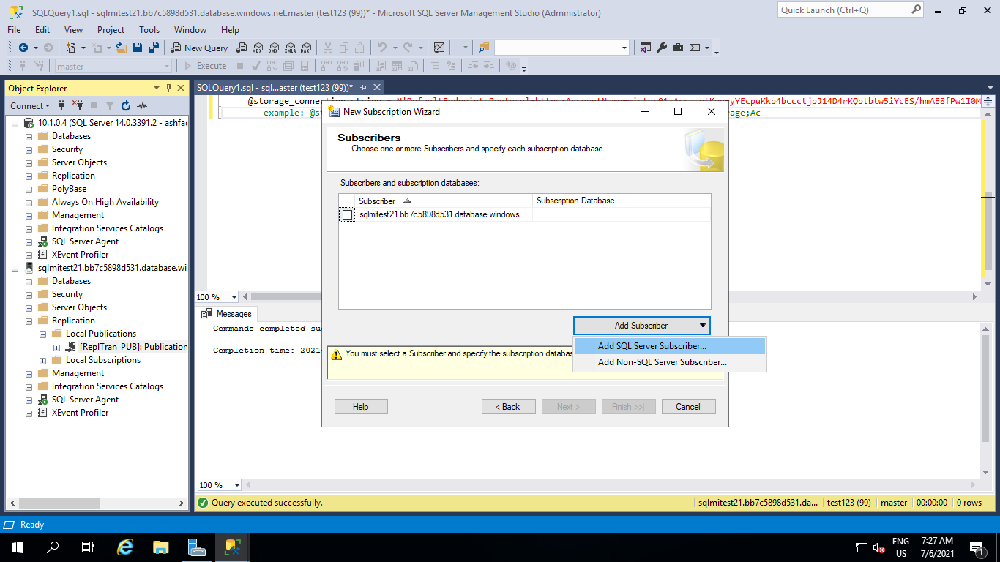 SQLQuery1.sql - sqlmitest21.bb7c5898d531.database.windows.net.master (test123 (99))* - Microsoft SQL Server Management Studio (Administrator)
Quick Launch (Ctrl+Q)
File Edit View Project Tools Window Help
New Query MDX DMX XMLA DAX
master Execute
Object Explorer
Connect
10.1.0.4 (SQL Server 14.0.3391.2 - ashfac
Databases
Security
Server Objects
Replication
PolyBase
Always On High Availability
Management
Integration Services Catalogs
SQL Server Agent
XEvent Profiler
sqlmitest21.bb7c5898d531.database.wi
Databases
Security
Server Objects
Replication
Local Publications
[ReplTran_PUB]: Publication
Local Subscriptions
Management
Integration Services Catalogs
SQL Server Agent
XEvent Profiler
SQLQuery1.sql - sql...aster (test123 (99))*
@storage_connection_string = N'DefaultEndpointsProtocol=https;AccountName=mister01;AccountKey=yYEcpuKkb4bccctjpJ14D4rKQbtbtw5iYcES/hmAE8fPw1I0M
-- example: @st age;Ac
100 %
Messages
Commands completed su
Completion time: 2021-
100 %
New Subscription Wizard
Subscribers
Choose one or more Subscribers and specify each subscription database.
Subscribers and subscription databases:
Subscriber Subscription Database
sqlmitest21.bb7c5898d531.database.windows...
Add Subscriber
Add SQL Server Subscriber...
Add Non-SQL Server Subscriber...
You must select a Subscriber and specify the subscription databas
Help < Back Next > Finish >>| Cancel
Query executed successfully. sqlmitest21.bb7c5898d531.da... test123 (99) master 00:00:00 0 rows
Ready
ENG
US
7:27 AM
7/6/2021
1